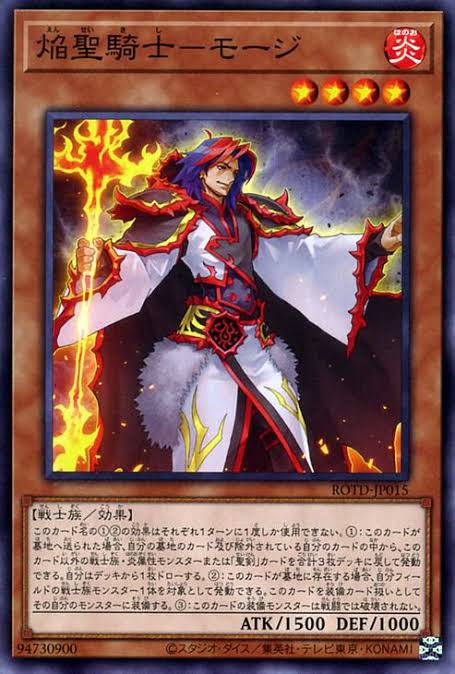 焔聖騎士－モージ
えん せい き し
ほのお
炎
ROTD-JP015
【戦士族／効果】
このカード名の①②の効果はそれぞれ1ターンに1度しか使用できない。①：このカードが
墓地へ送られた場合、自分の墓地のカード及び除外されている自分のカードの中から、この
カード以外の戦士族・炎属性モンスターまたは「聖剣」カードを合計3枚デッキに戻して発動
できる。自分はデッキから1枚ドローする。②：このカードが墓地に存在する場合、自分フィー
ルドの戦士族モンスター1体を対象として発動できる。このカードを装備カード扱いとし
てその自分のモンスターに装備する。③：このカードの装備モンスターは戦闘では破壊されない。
ATK/1500 DEF/1000
94730900
©スタジオ・ダイス／集英社・テレビ東京・KONAMI